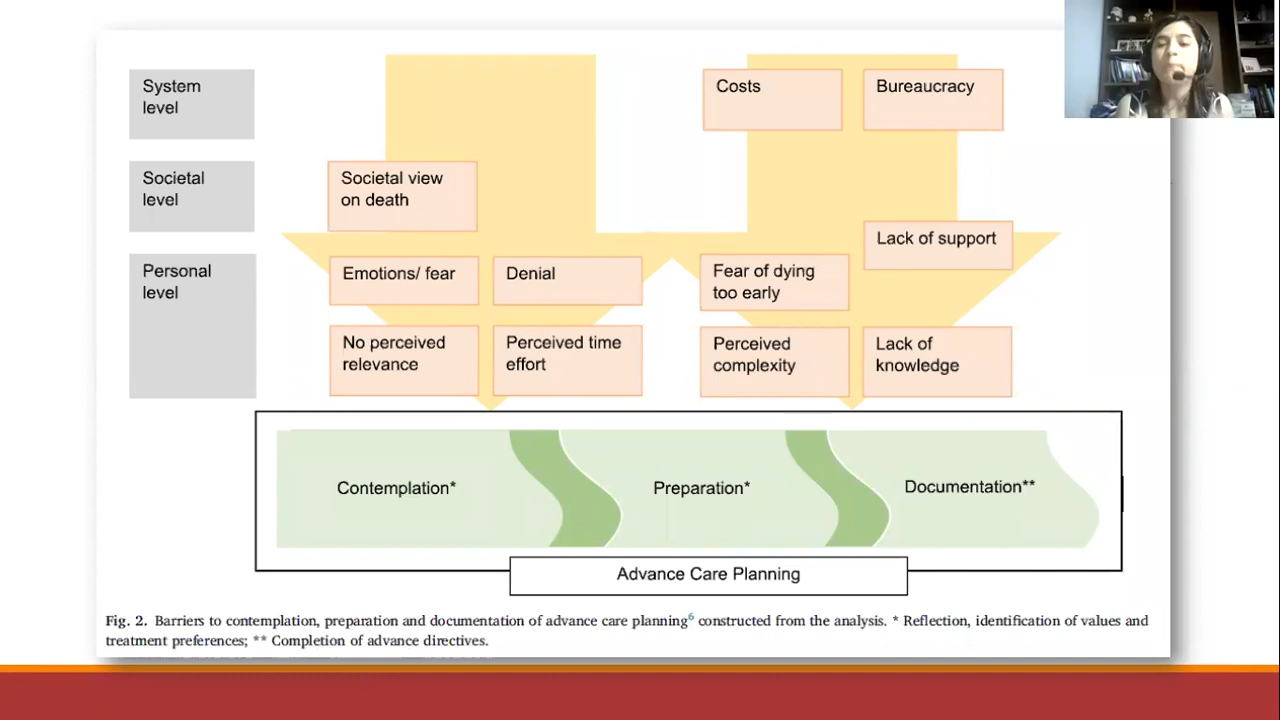 System
level
Costs
Bureaucracy
Societal
level
Societal view
on death
Lack of support
Personal
level
Emotions/ fear
Denial
Fear of dying
too early
No perceived
relevance
Perceived time
effort
Perceived
complexity
Lack of
knowledge
Contemplation*
Preparation*
Documentation**
Advance Care Planning
Fig. 2. Barriers to contemplation, preparation and documentation of advance care planning6 constructed from the analysis. * Reflection, identification of values and
treatment preferences; ** Completion of advance directives.